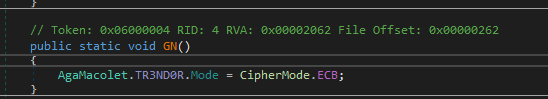 }
// Token: 0x06000004 RID: 4 RVA: 0x00002062 File Offset: 0x00000262
public static void GN()
{
AgaMacolet.TR3ND0R.Mode = CipherMode.ECB;
}